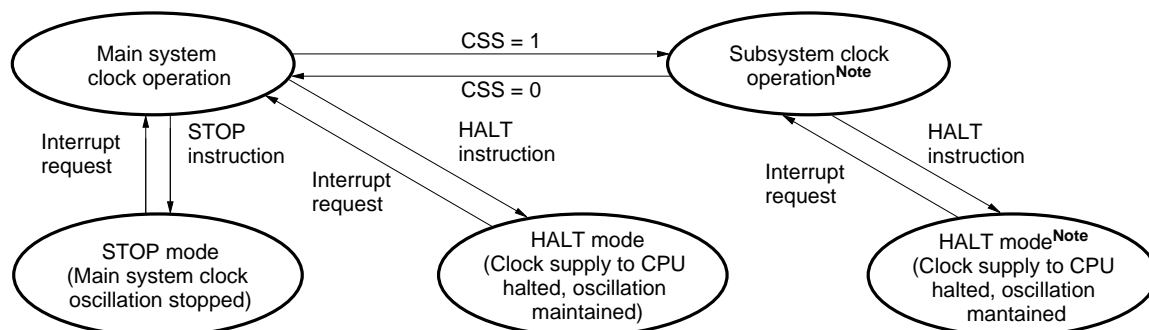 Main system
clock operation
CSS = 1
CSS = 0
Subsystem clock
operationNote
Interrupt
request
STOP
instruction
HALT
instruction
Interrupt
request
HALT
instruction
Interrupt
request
STOP mode
(Main system clock
oscillation stopped)
HALT mode
(Clock supply to CPU
halted, oscillation
maintained)
HALT modeNote
(Clock supply to CPU
halted, oscillation
mantained